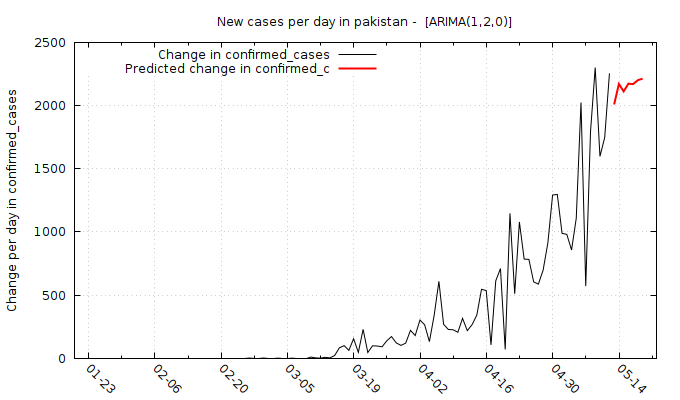 New cases per day in pakistan - [ARIMA(1,2,0)]
Change in confirmed_cases
Predicted change in confirmed_c
Change per day in confirmed_cases
2500
2000
1500
1000
500
0
01-23 02-06 02-20 03-05 03-19 04-02 04-16 04-30 05-14